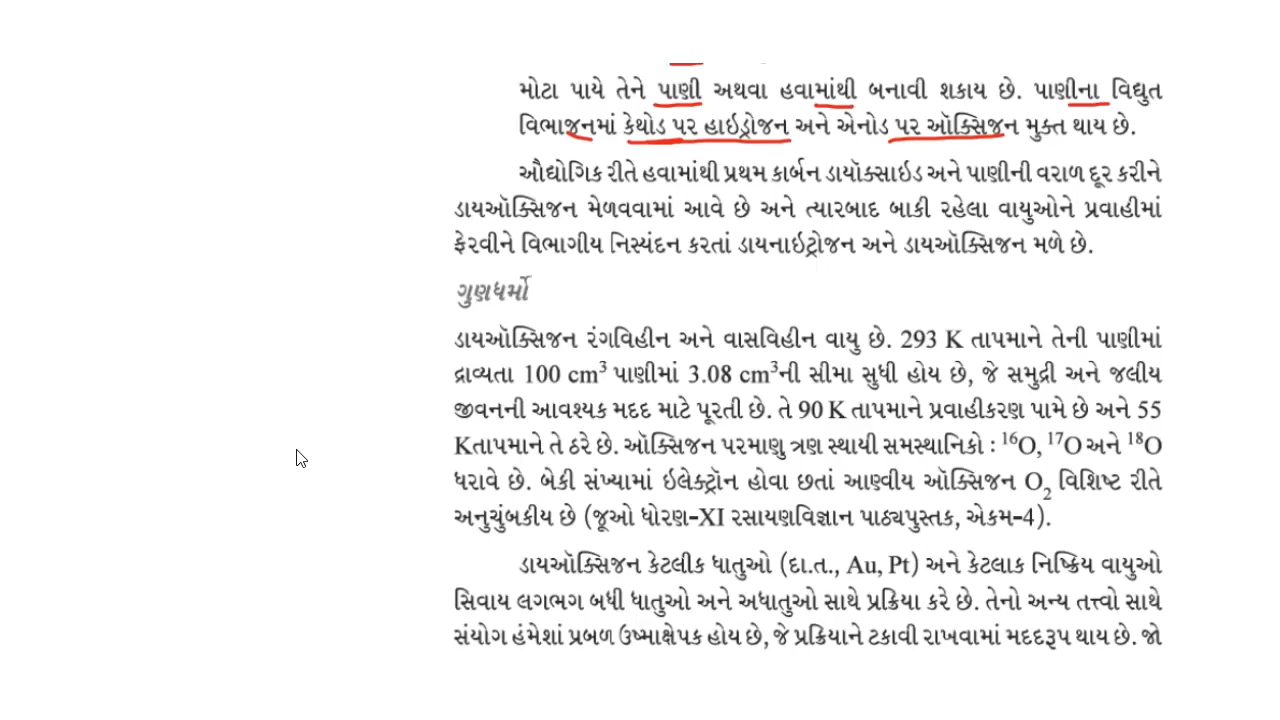 મોટા પાયે તેને પાણી અથવા હવામાંથી બનાવી શકાય છે. પાણીના વિદ્યુત
વિભાજનમાં કેથોડ પર હાઇડ્રોજન અને એનોડ પર ઑક્સિજન મુક્ત થાય છે.
ઔદ્યોગિક રીતે હવામાંથી પ્રથમ કાર્બન ડાયૉક્સાઇડ અને પાણીની વરાળ દૂર કરીને
ડાયઑક્સિજન મેળવવામાં આવે છે અને ત્યારબાદ બાકી રહેલા વાયુઓને પ્રવાહીમાં
ફેરવીને વિભાગીય નિસ્યંદન કરતાં ડાયનાઇટ્રોજન અને ડાયઑક્સિજન મળે છે.
ગુણધર્મો
ડાયઑક્સિજન રંગવિહીન અને વાસવિહીન વાયુ છે. 293 K તાપમાને તેની પાણીમાં
દ્રાવ્યતા 100 cm³ પાણીમાં 3.08 cm³ની સીમા સુધી હોય છે, જે સમુદ્રી અને જલીય
જીવનની આવશ્યક મદદ માટે પૂરતી છે. તે 90 K તાપમાને પ્રવાહીકરણ પામે છે અને 55
Kતાપમાને તે ઠરે છે. ઑક્સિજન પરમાણુ ત્રણ સ્થાયી સમસ્થાનિકો : ¹⁶O, ¹⁷O અને ¹⁸O
ધરાવે છે. બેકી સંખ્યામાં ઇલેક્ટ્રૉન હોવા છતાં આણ્વીય ઑક્સિજન O₂ વિશિષ્ટ રીતે
અનુચુંબકીય છે (જૂઓ ધોરણ-XI રસાયણવિજ્ઞાન પાઠ્યપુસ્તક, એકમ-4).
ડાયઑક્સિજન કેટલીક ધાતુઓ (દા.ત., Au, Pt) અને કેટલાક નિષ્ક્રિય વાયુઓ
સિવાય લગભગ બધી ધાતુઓ અને અધાતુઓ સાથે પ્રક્રિયા કરે છે. તેનો અન્ય તત્ત્વો સાથે
સંયોગ હંમેશાં પ્રબળ ઉષ્માક્ષેપક હોય છે, જે પ્રક્રિયાને ટકાવી રાખવામાં મદદરૂપ થાય છે. જો